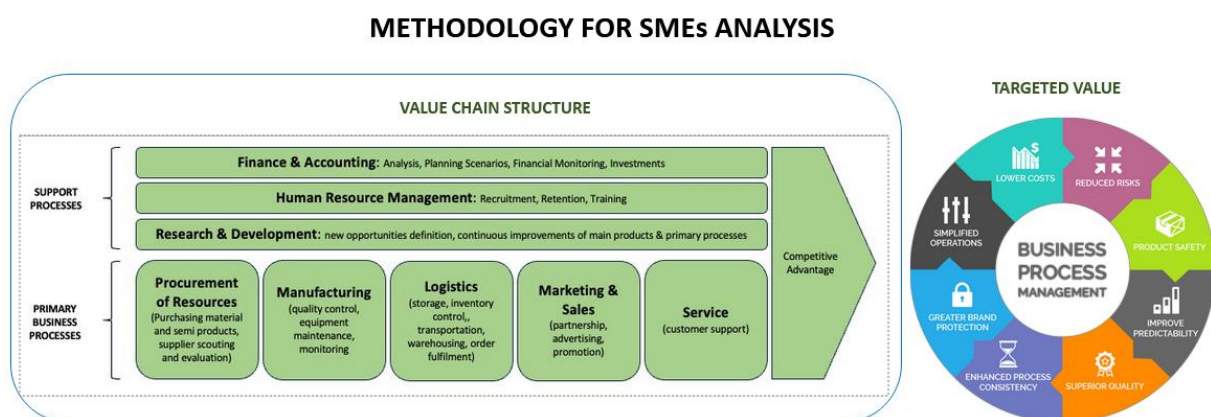 METHODOLOGY FOR SMEs ANALYSIS
VALUE CHAIN STRUCTURE
SUPPORT
PROCESSES
Finance & Accounting: Analysis, Planning Scenarios, Financial Monitoring, Investments
Human Resource Management: Recruitment, Retention, Training
Research & Development: new opportunities definition, continuous improvements of main products & primary processes
PRIMARY
BUSINESS
PROCESSES
Procurement
of Resources
(Purchasing material
and semi products,
supplier scouting
and evaluation)
Manufacturing
(quality control,
equipment
maintenance,
monitoring
Logistics
(storage, inventory
control,,
transportation,
warehousing, order
fulfilment)
Marketing &
Sales
(partnership,
advertising,
promotion)
Service
(customer support)
Competitive
Advantage
TARGETED VALUE
LOWER COSTS
REDUCED RISKS
PRODUCT SAFETY
IMPROVE
PREDICTABILITY
SUPERIOR QUALITY
ENHANCED PROCESS
CONSISTENCY
GREATER BRAND
PROTECTION
SIMPLIFIED
OPERATIONS
BUSINESS
PROCESS
MANAGEMENT